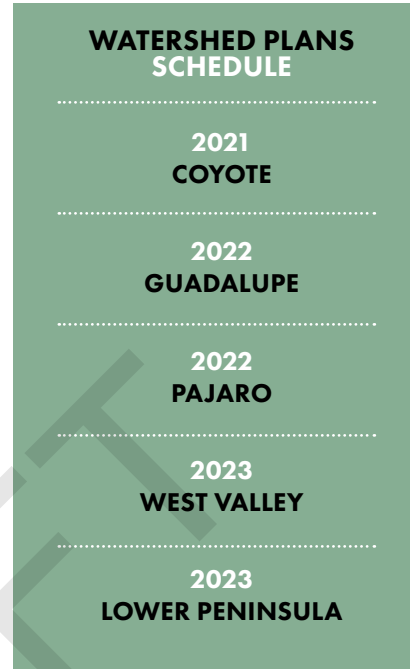 WATERSHED PLANS
SCHEDULE
2021
COYOTE
2022
GUADALUPE
2022
PAJARO
2023
WEST VALLEY
2023
LOWER PENINSULA